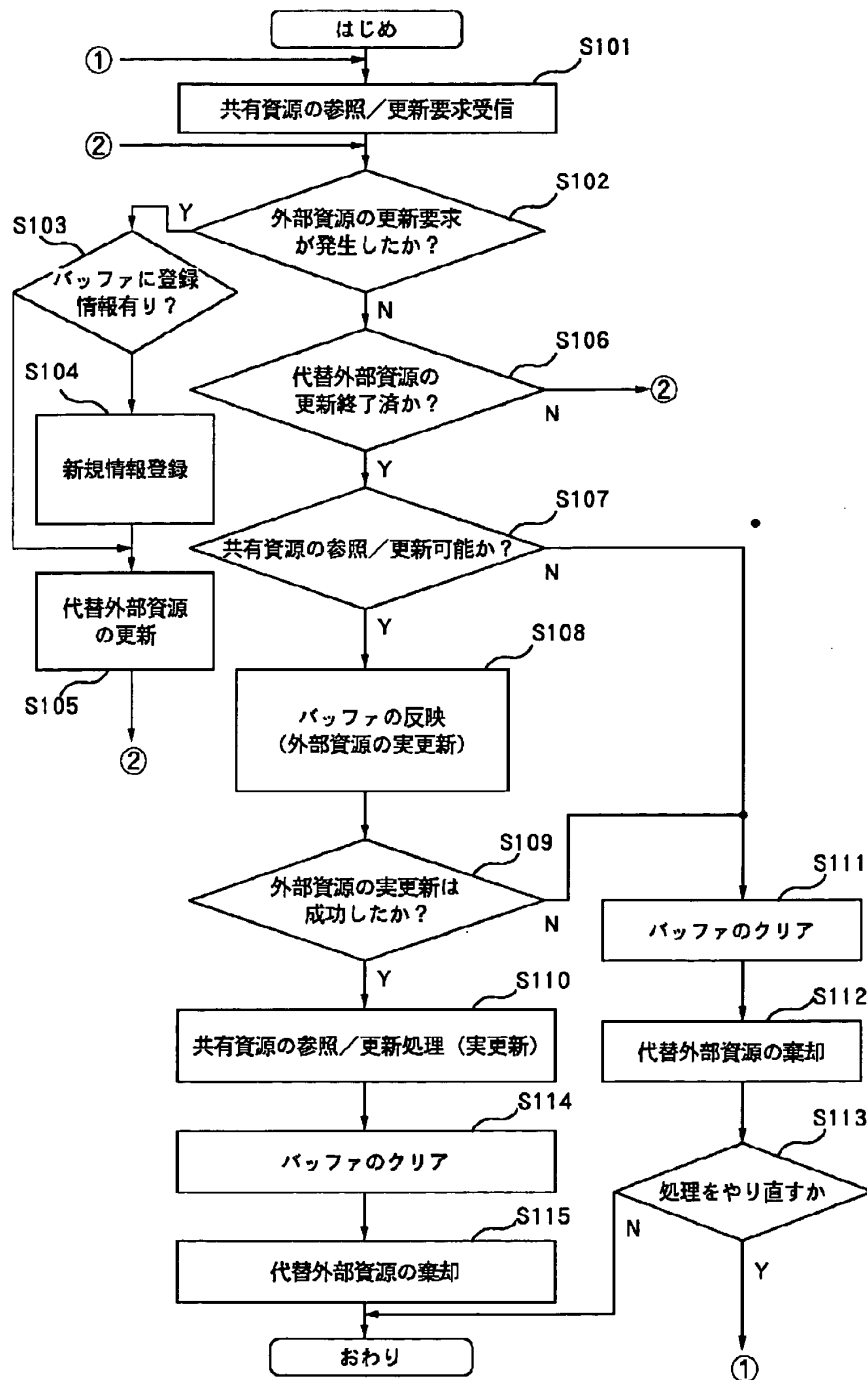 はじめ
①
S101
共有資源の参照／更新要求受信
②
S102
外部資源の更新要求
が発生したか？
Y
N
S103
バッファに登録
情報有り？
S104
新規情報登録
代替外部資源
の更新
S105
②
S106
代替外部資源の
更新終了済か？
N
②
Y
S107
共有資源の参照／更新可能か？
N
Y
S108
バッファの反映
（外部資源の実更新）
S109
外部資源の実更新は
成功したか？
N
Y
S110
共有資源の参照／更新処理（実更新）
S114
バッファのクリア
S115
代替外部資源の棄却
おわり
S111
バッファのクリア
S112
代替外部資源の棄却
S113
処理をやり直すか
N
Y
①